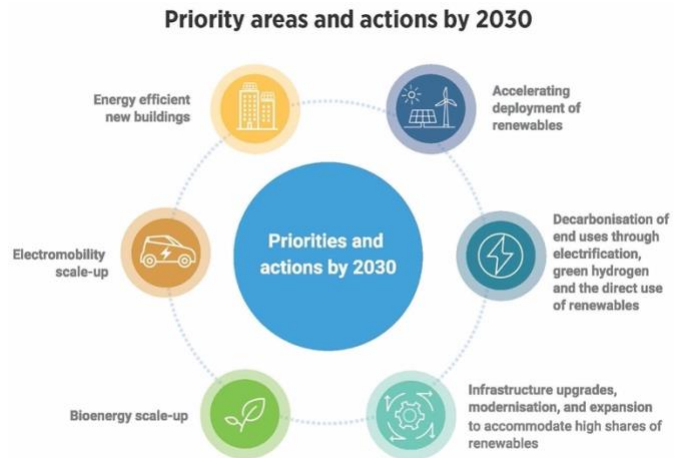 Priority areas and actions by 2030
Energy efficient
new buildings
Accelerating
deployment of
renewables
Priorities and
actions by 2030
Electromobility
scale-up
Decarbonisation of
end uses through
electrification,
green hydrogen
and the direct use
of renewables
Bioenergy scale-up
Infrastructure upgrades,
modernisation, and expansion
to accommodate high shares of
renewables